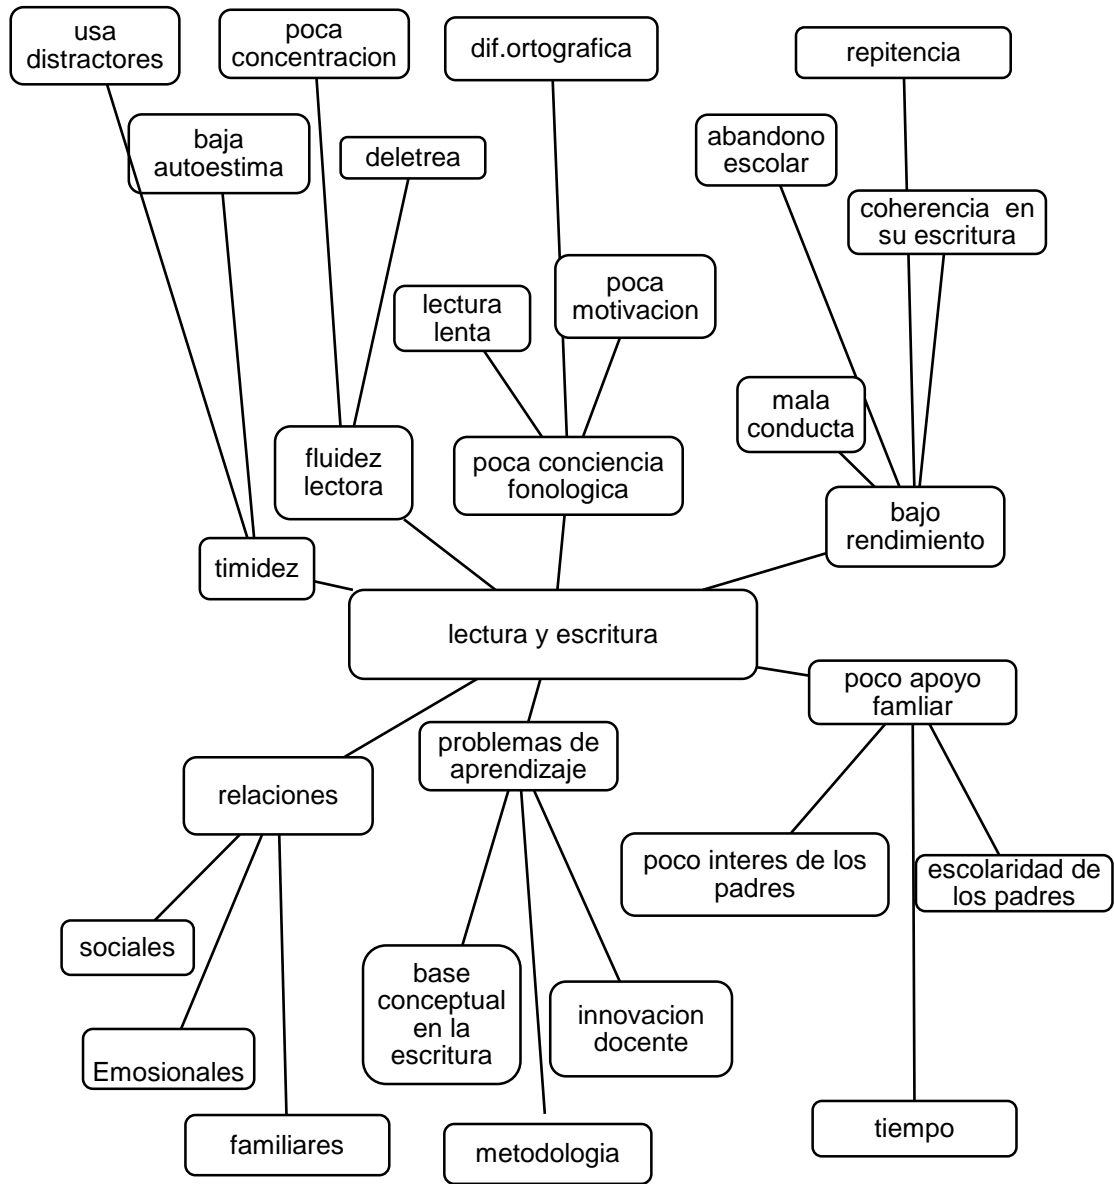 usa
distractores
poca
concentracion
dif.ortografica
repitencia
baja
autoestima
deletrea
abandono
escolar
coherencia en
su escritura
lectura
lenta
poca
motivacion
mala
conducta
fluidez
lectora
poca conciencia
fonologica
bajo
rendimiento
timidez
lectura y escritura
poco apoyo
famliar
problemas de
aprendizaje
relaciones
poco interes de los
padres
escolaridad de
los padres
sociales
base
conceptual
en la
escritura
innovacion
docente
Emosionales
familiares
metodologia
tiempo